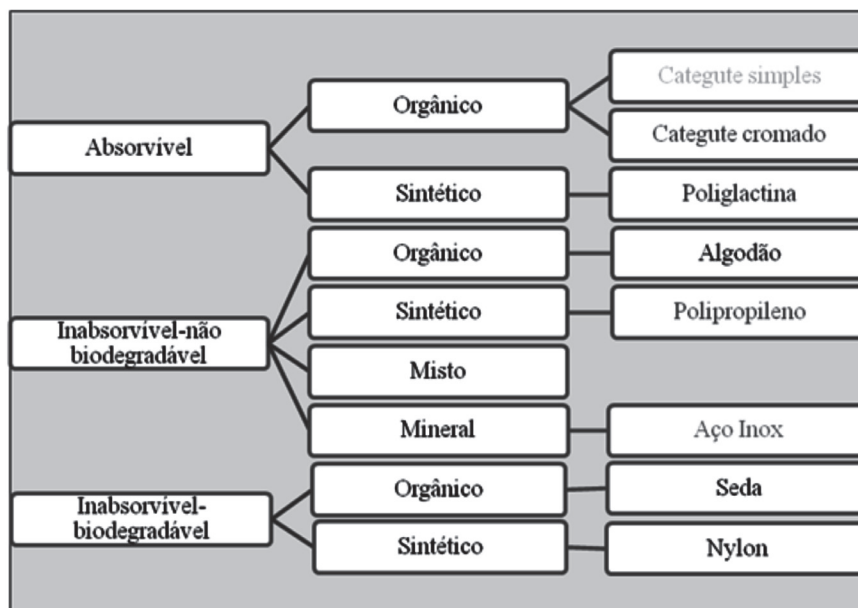 Absorvível
Orgânico
Categute simples
Categute cromado
Sintético
Poliglactina
Inabsorvível-não
biodegradável
Orgânico
Algodão
Sintético
Polipropileno
Misto
Mineral
Aço Inox
Inabsorvível-
biodegradável
Orgânico
Seda
Sintético
Nylon